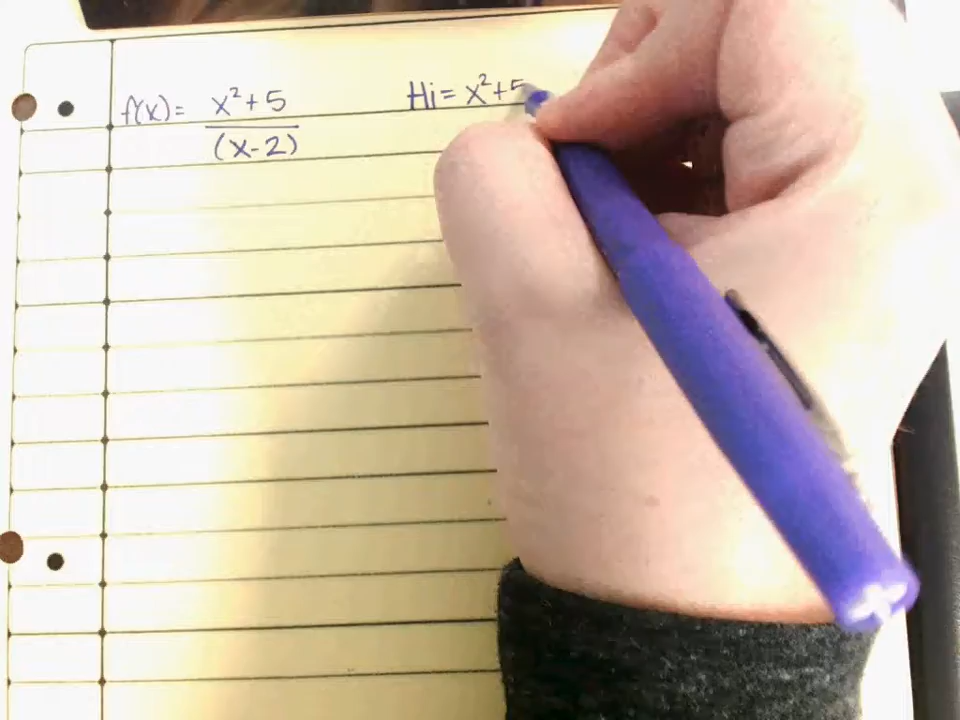 f(x) = x²+5 / (x-2)
Hi = x²+5